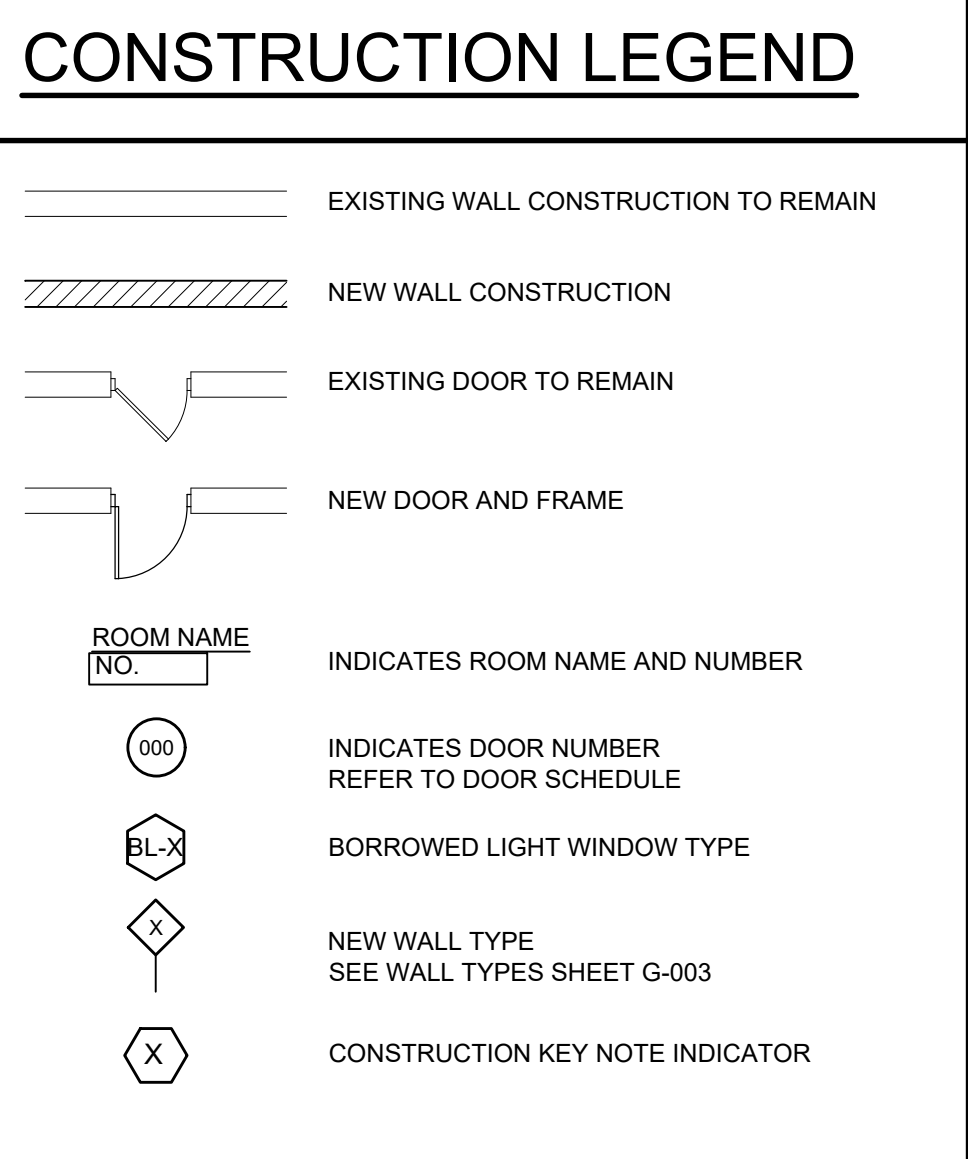 CONSTRUCTION LEGEND
EXISTING WALL CONSTRUCTION TO REMAIN
NEW WALL CONSTRUCTION
EXISTING DOOR TO REMAIN
NEW DOOR AND FRAME
ROOM NAME
NO.
INDICATES ROOM NAME AND NUMBER
000
INDICATES DOOR NUMBER
REFER TO DOOR SCHEDULE
BL-X
BORROWED LIGHT WINDOW TYPE
X
NEW WALL TYPE
SEE WALL TYPES SHEET G-003
X
CONSTRUCTION KEY NOTE INDICATOR